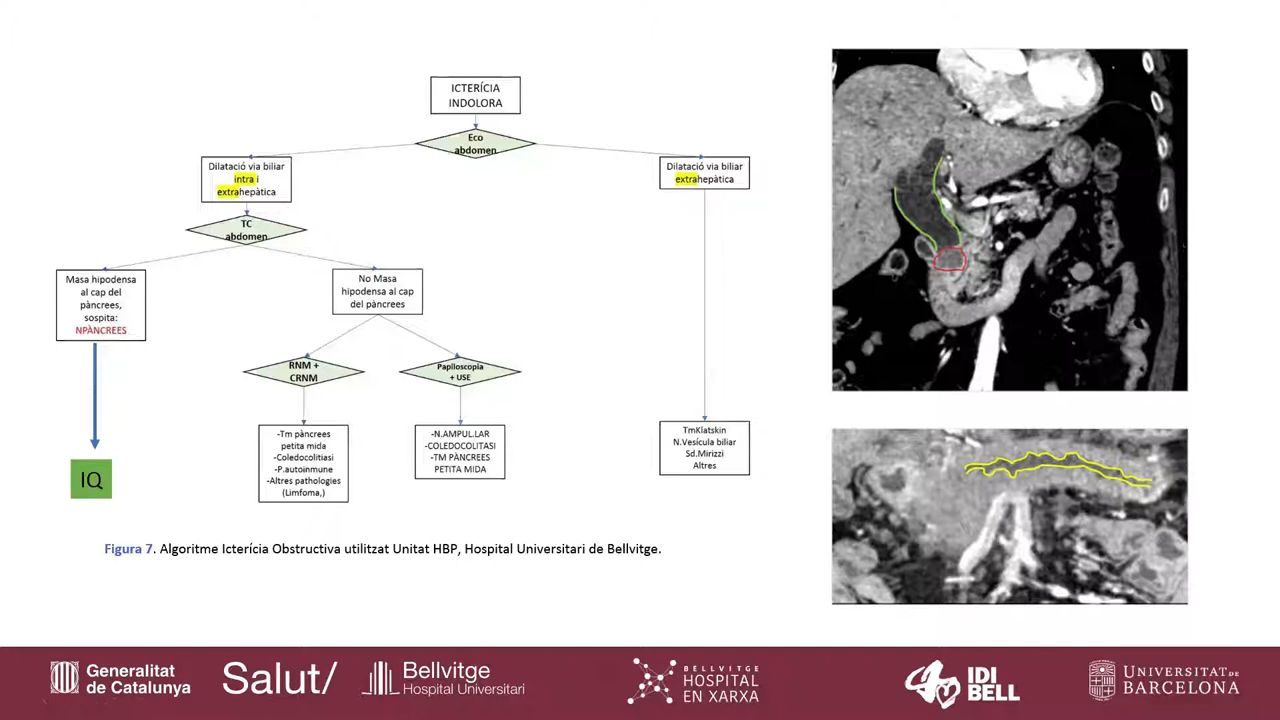 ICTERÍCIA
INDOLORA
Eco
abdomen
Dilatació via biliar
intra i
extrahepàtica
Dilatació via biliar
extrahepàtica
TC
abdomen
Masa hipodensa
al cap del
pàncrees,
sospita:
NPÀNCREES
No Masa
hipodensa al cap
del pàncrees
RNM +
CRNM
Papiloscopia
+ USE
-Tm pàncrees
petita mida
-Coledocolitiasi
-P.autoinmune
-Altres pathologies
(Limfoma,)
-N.AMPUL.LAR
-COLEDOCOLITASI
-TM PÀNCREES
PETITA MIDA
TmKlatskin
N.Vesícula biliar
Sd.Mirizzi
Altres
IQ
Figura 7. Algoritme Icterícia Obstructiva utilitzat Unitat HBP, Hospital Universitari de Bellvitge.
Generalitat
de Catalunya
Salut/
Bellvitge
Hospital Universitari
BELLVITGE
HOSPITAL
EN XARXA
IDI
BELL
UNIVERSITAT DE
BARCELONA